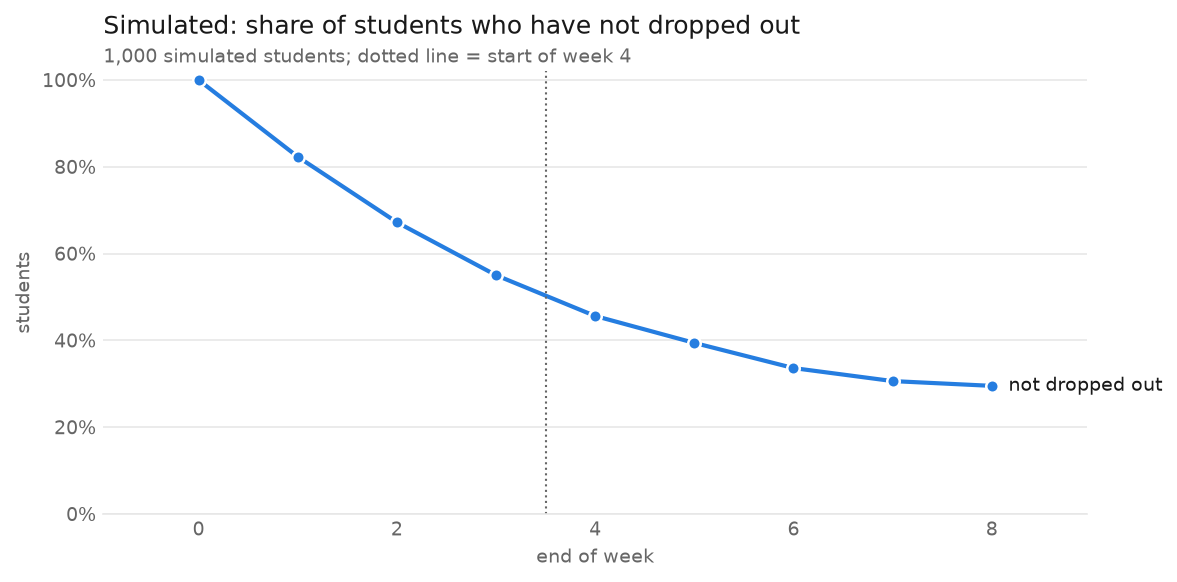 Simulated: share of students who have not dropped out
1,000 simulated students; dotted line = start of week 4
100%
80%
60%
40%
20%
0%
students
not dropped out
0 2 4 6 8
end of week